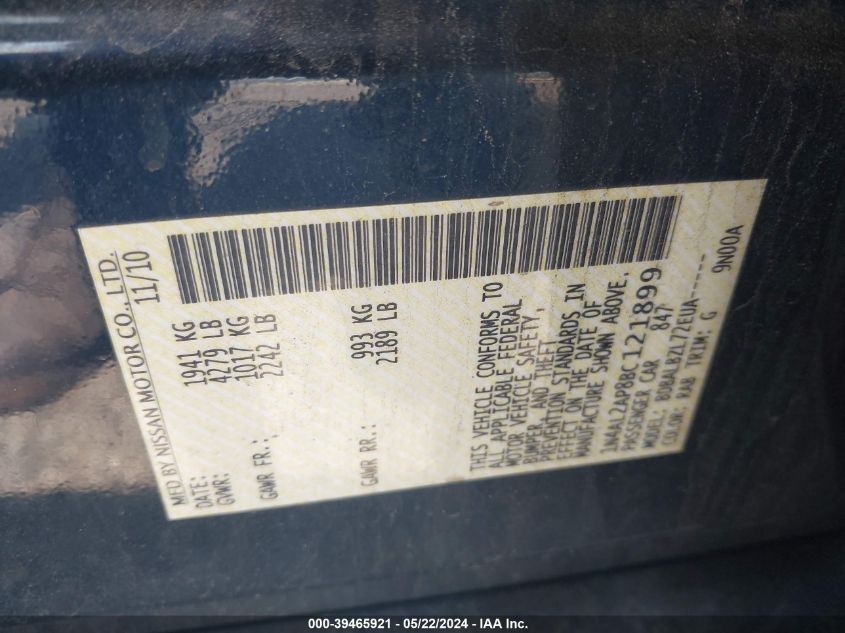 MFD BY NISSAN MOTOR CO., LTD.
DATE: 11/10
GVWR: 1941 KG
4279 LB
GAWR FR.: 1017 KG
2242 LB
GAWR RR.: 993 KG
2189 LB
THIS VEHICLE CONFORMS TO
ALL APPLICABLE FEDERAL
MOTOR VEHICLE SAFETY,
BUMPER, AND THEFT
PREVENTION STANDARDS IN
EFFECT ON THE DATE OF
MANUFACTURE SHOWN ABOVE.
1N4AL2AP8BC121899
PASSENGER CAR 847
MODEL: BDBALBZL72EUA-----
COLOR: RAB TRIM: G 9N00A
000-39465921 - 05/22/2024 - IAA Inc.